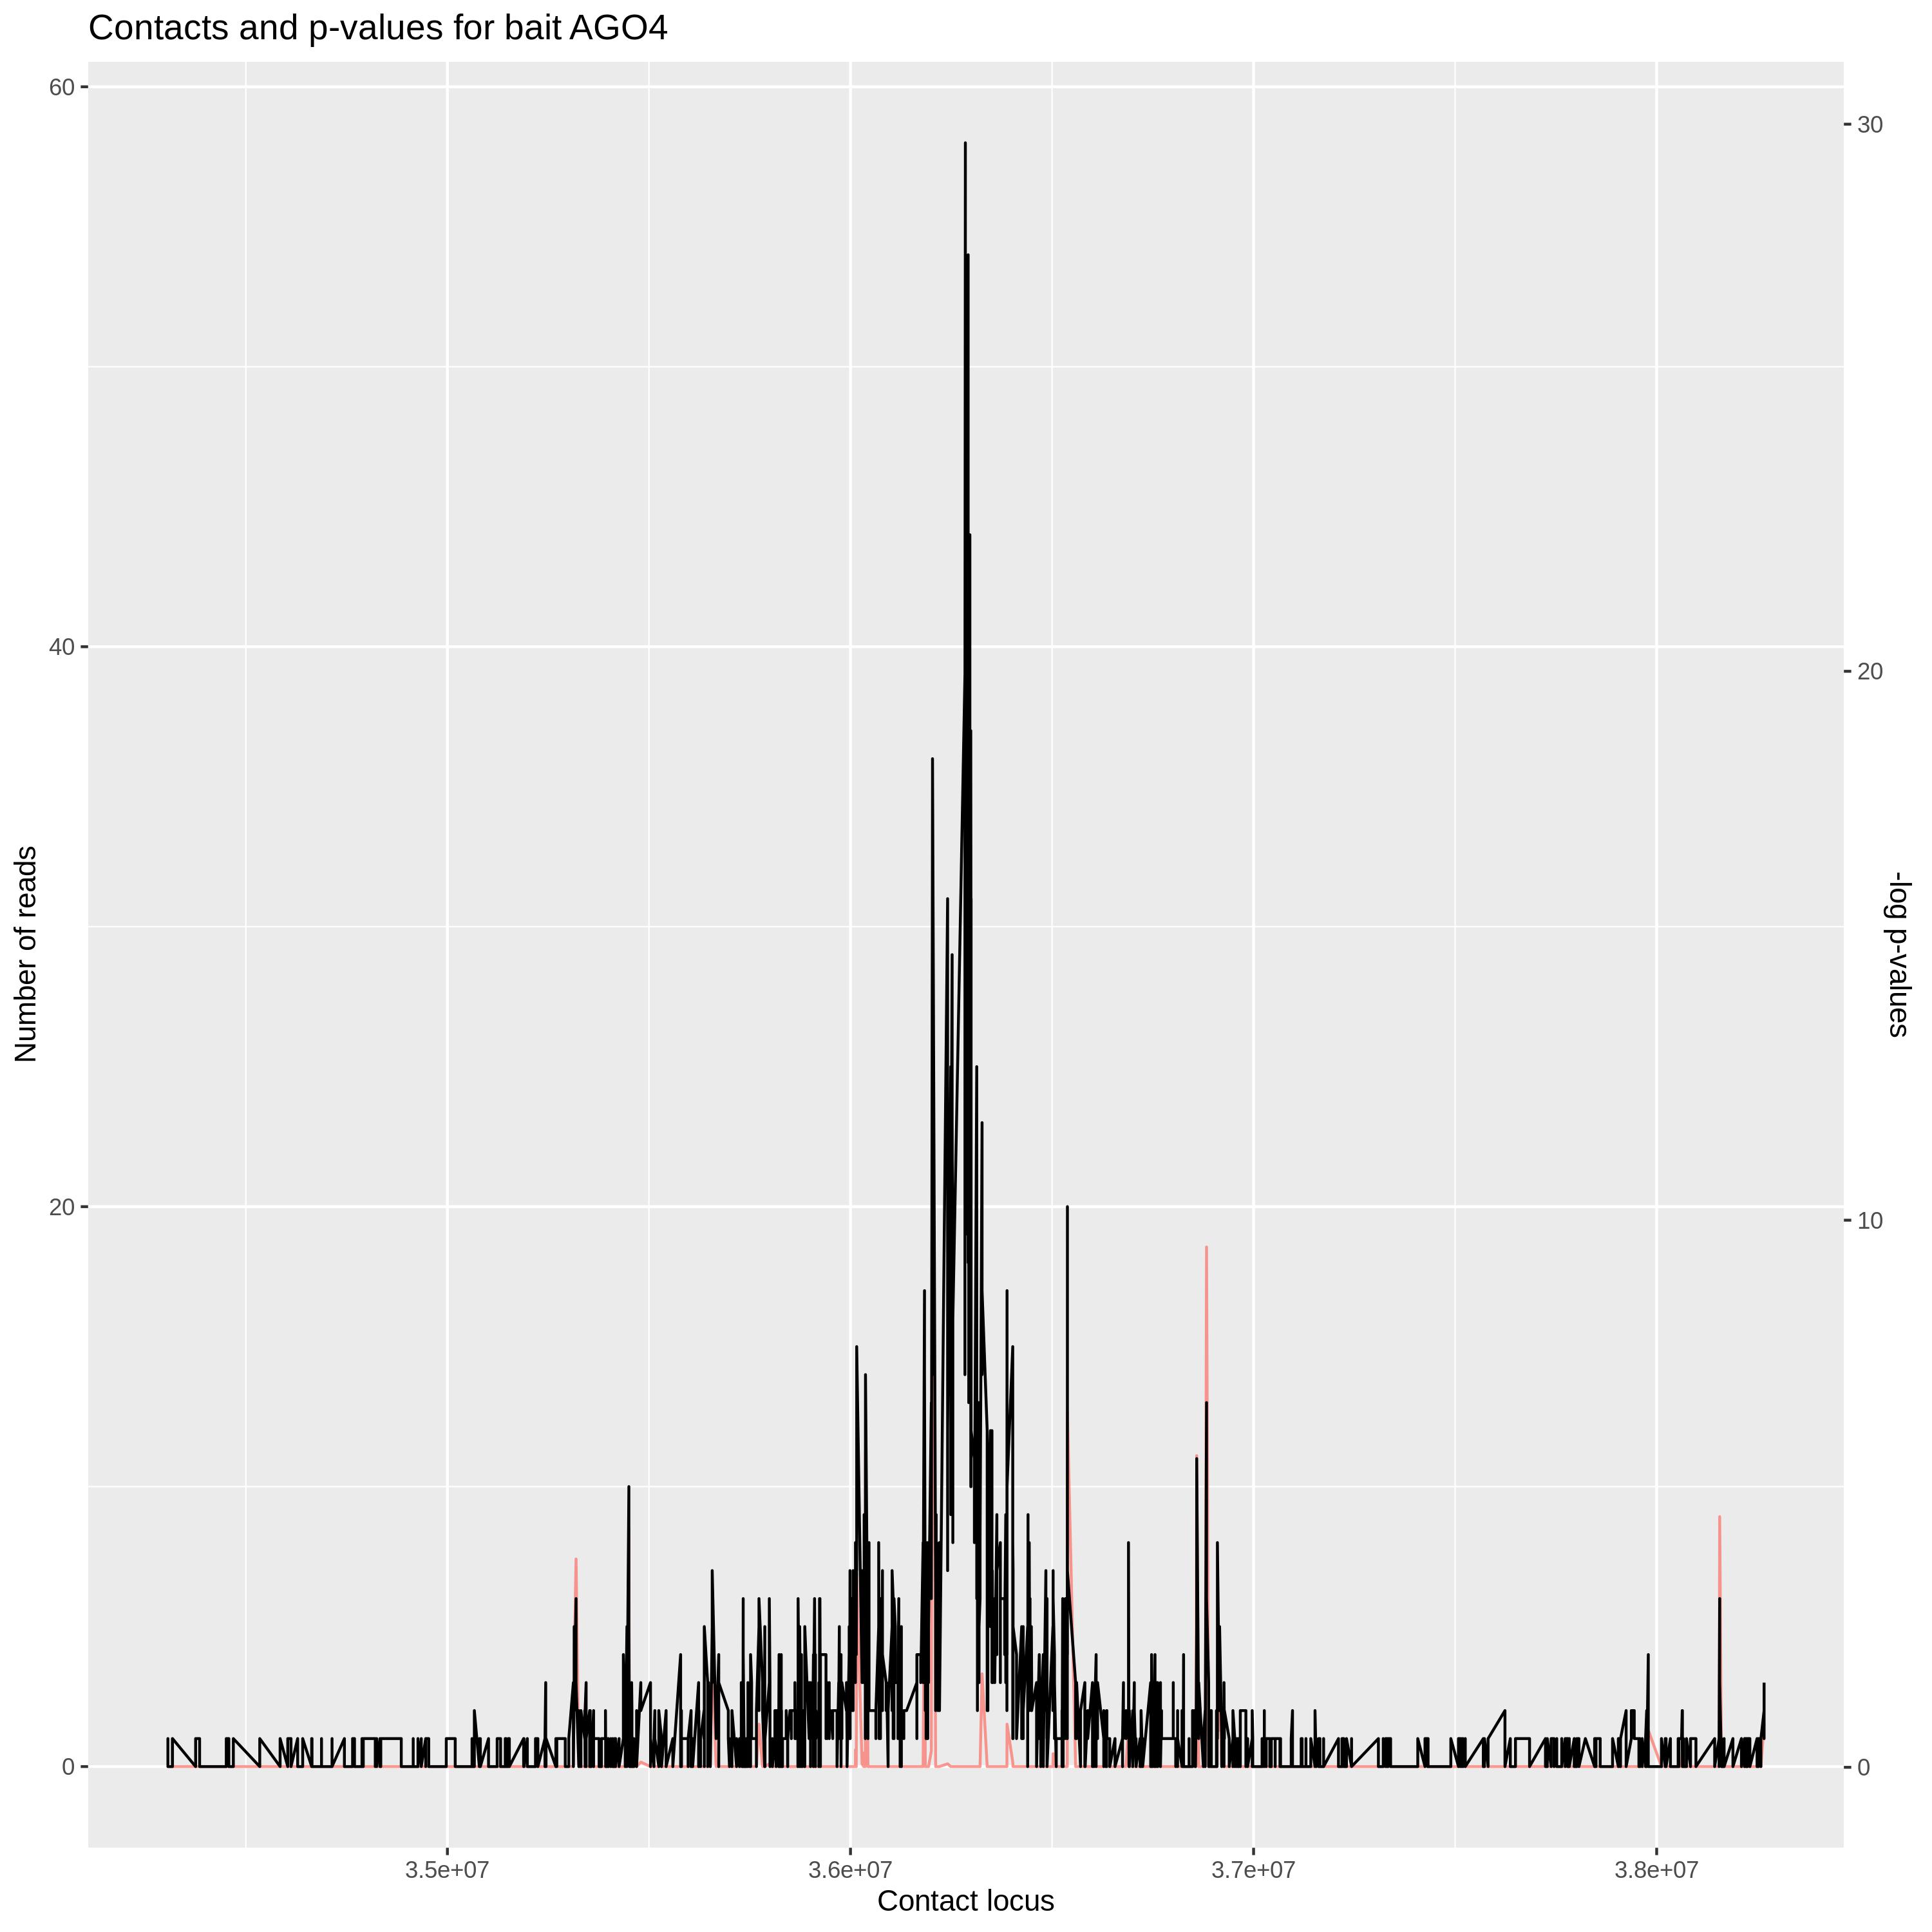 Contacts and p-values for bait AGO4
60
40
20
0
30
20
10
0
Number of reads
-log p-values
3.5e+07
3.6e+07
3.7e+07
3.8e+07
Contact locus